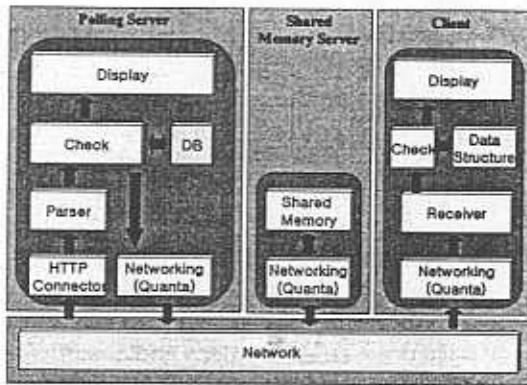 Polling Server
Display
Check
DB
Parser
HTTP
Connector
Networking
(Quanta)
Shared
Memory Server
Shared
Memory
Networking
(Quanta)
Client
Display
Check
Data
Structure
Receiver
Networking
(Quanta)
Network